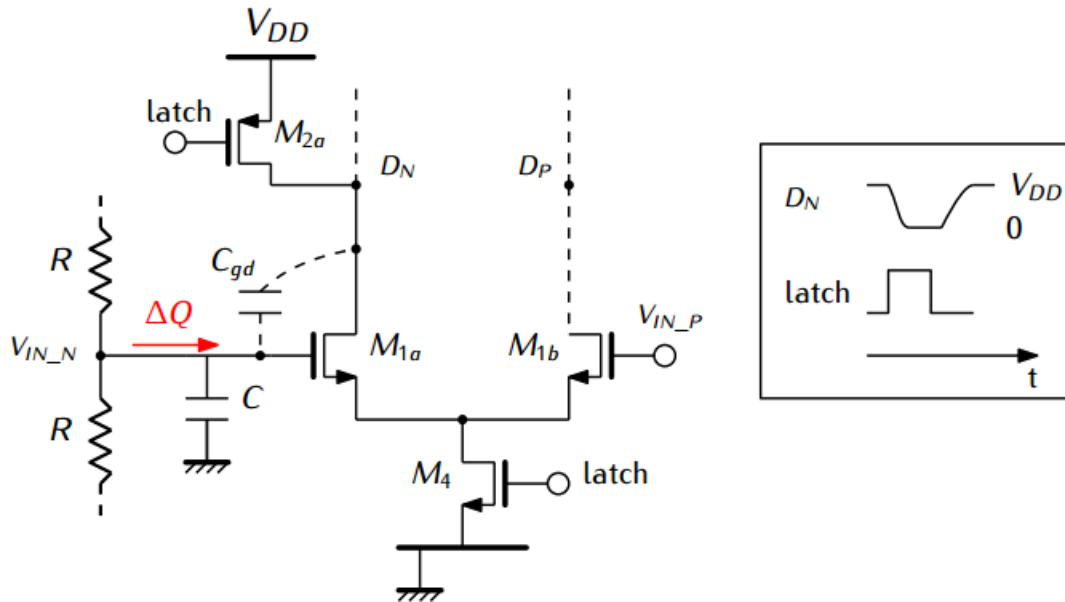 V_DD
latch
M_2a
D_N
D_P
R
C_gd
ΔQ
V_IN_N
M_1a
M_1b
V_IN_P
R
C
M_4
latch
D_N
V_DD
0
latch
t